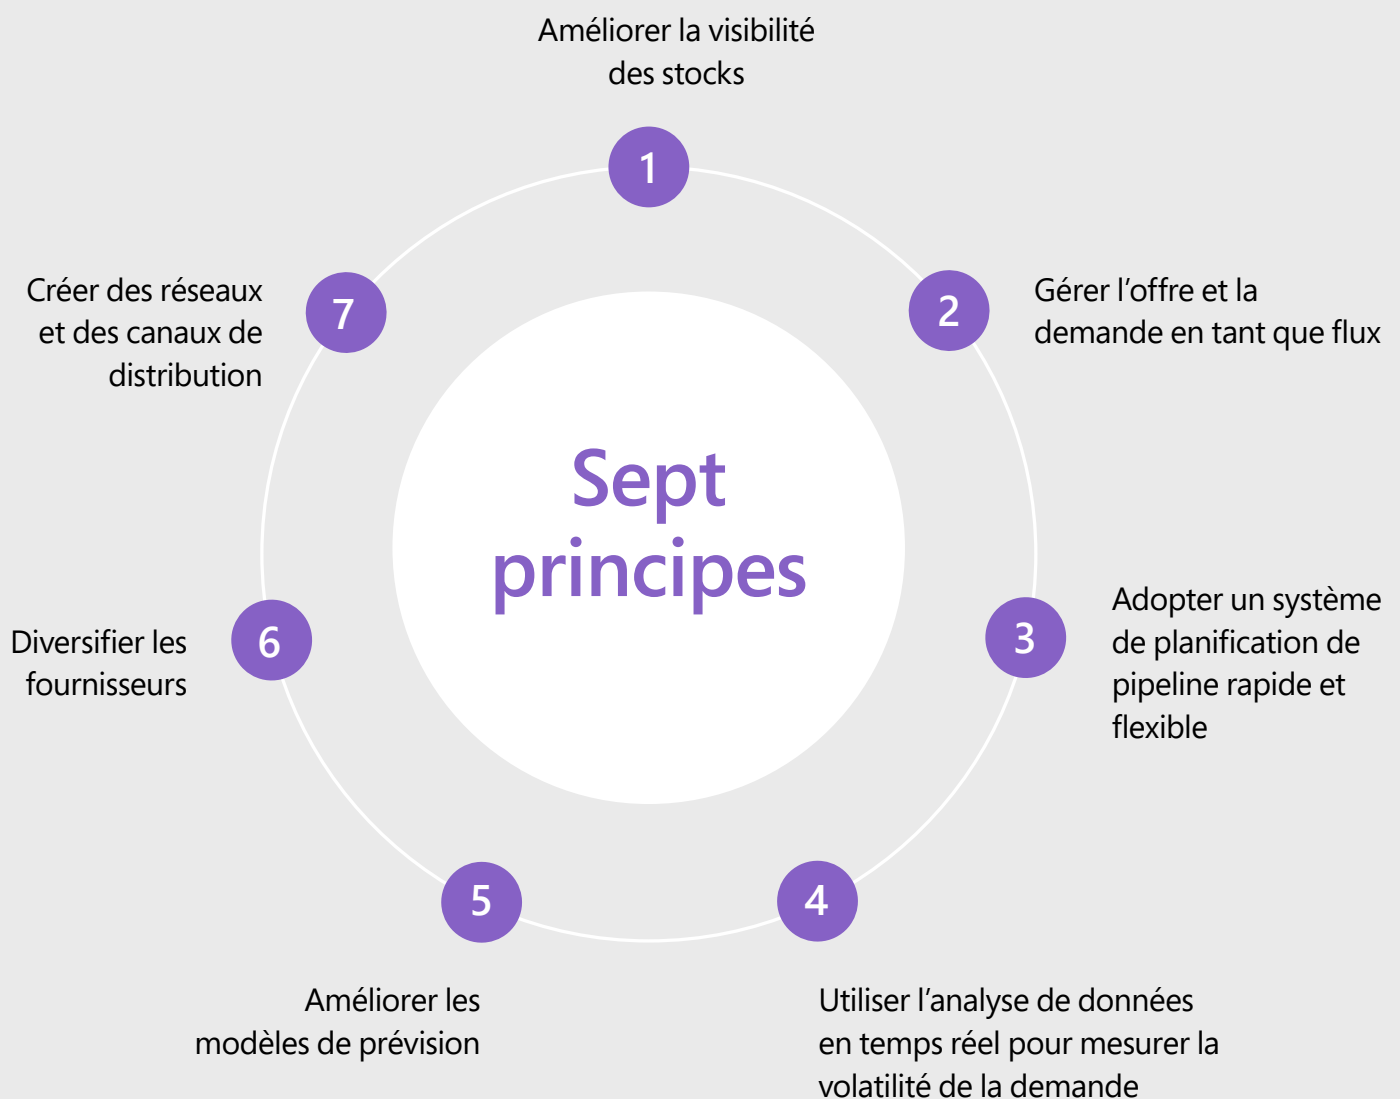 Améliorer la visibilité
des stocks
1
2
Gérer l’offre et la
demande en tant que flux
3
Adopter un système
de planification de
pipeline rapide et
flexible
4
Utiliser l’analyse de données
en temps réel pour mesurer la
volatilité de la demande
5
Améliorer les
modèles de prévision
6
Diversifier les
fournisseurs
7
Créer des réseaux
et des canaux de
distribution
Sept
principes